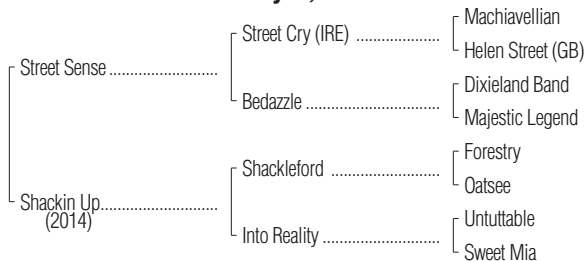 Machiavellian
Street Cry (IRE) ..................
Helen Street (GB)
Street Sense .......................
Dixieland Band
Bedazzle ...............................
Majestic Legend
Forestry
Shackleford .........................
Oatsee
Shackin Up.........................
(2014)
Untuttable
Into Reality ..........................
Sweet Mia